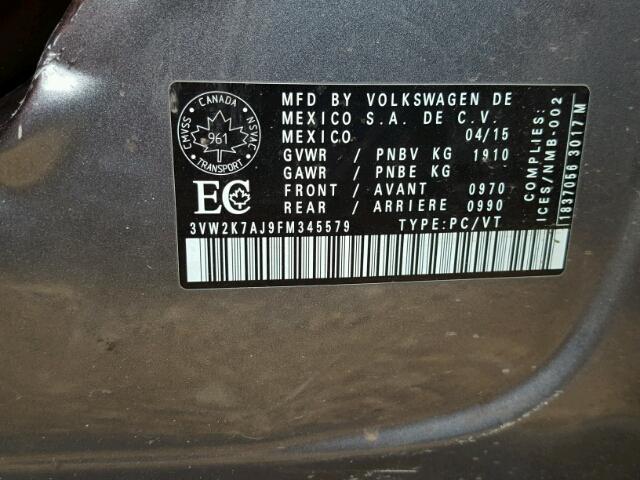 CANADA
CMVSS
NSVAC
961
TRANSPORT
EC
MFD BY VOLKSWAGEN DE
MEXICO S.A. DE C.V.
MEXICO 04/15
GVWR / PNBV KG 1910
GAWR / PNBE KG
FRONT / AVANT 0970
REAR / ARRIERE 0990
3VW2K7AJ9FM345579 TYPE:PC/VT
COMPLIES:
ICES/NMB-002
1837056 3017 M